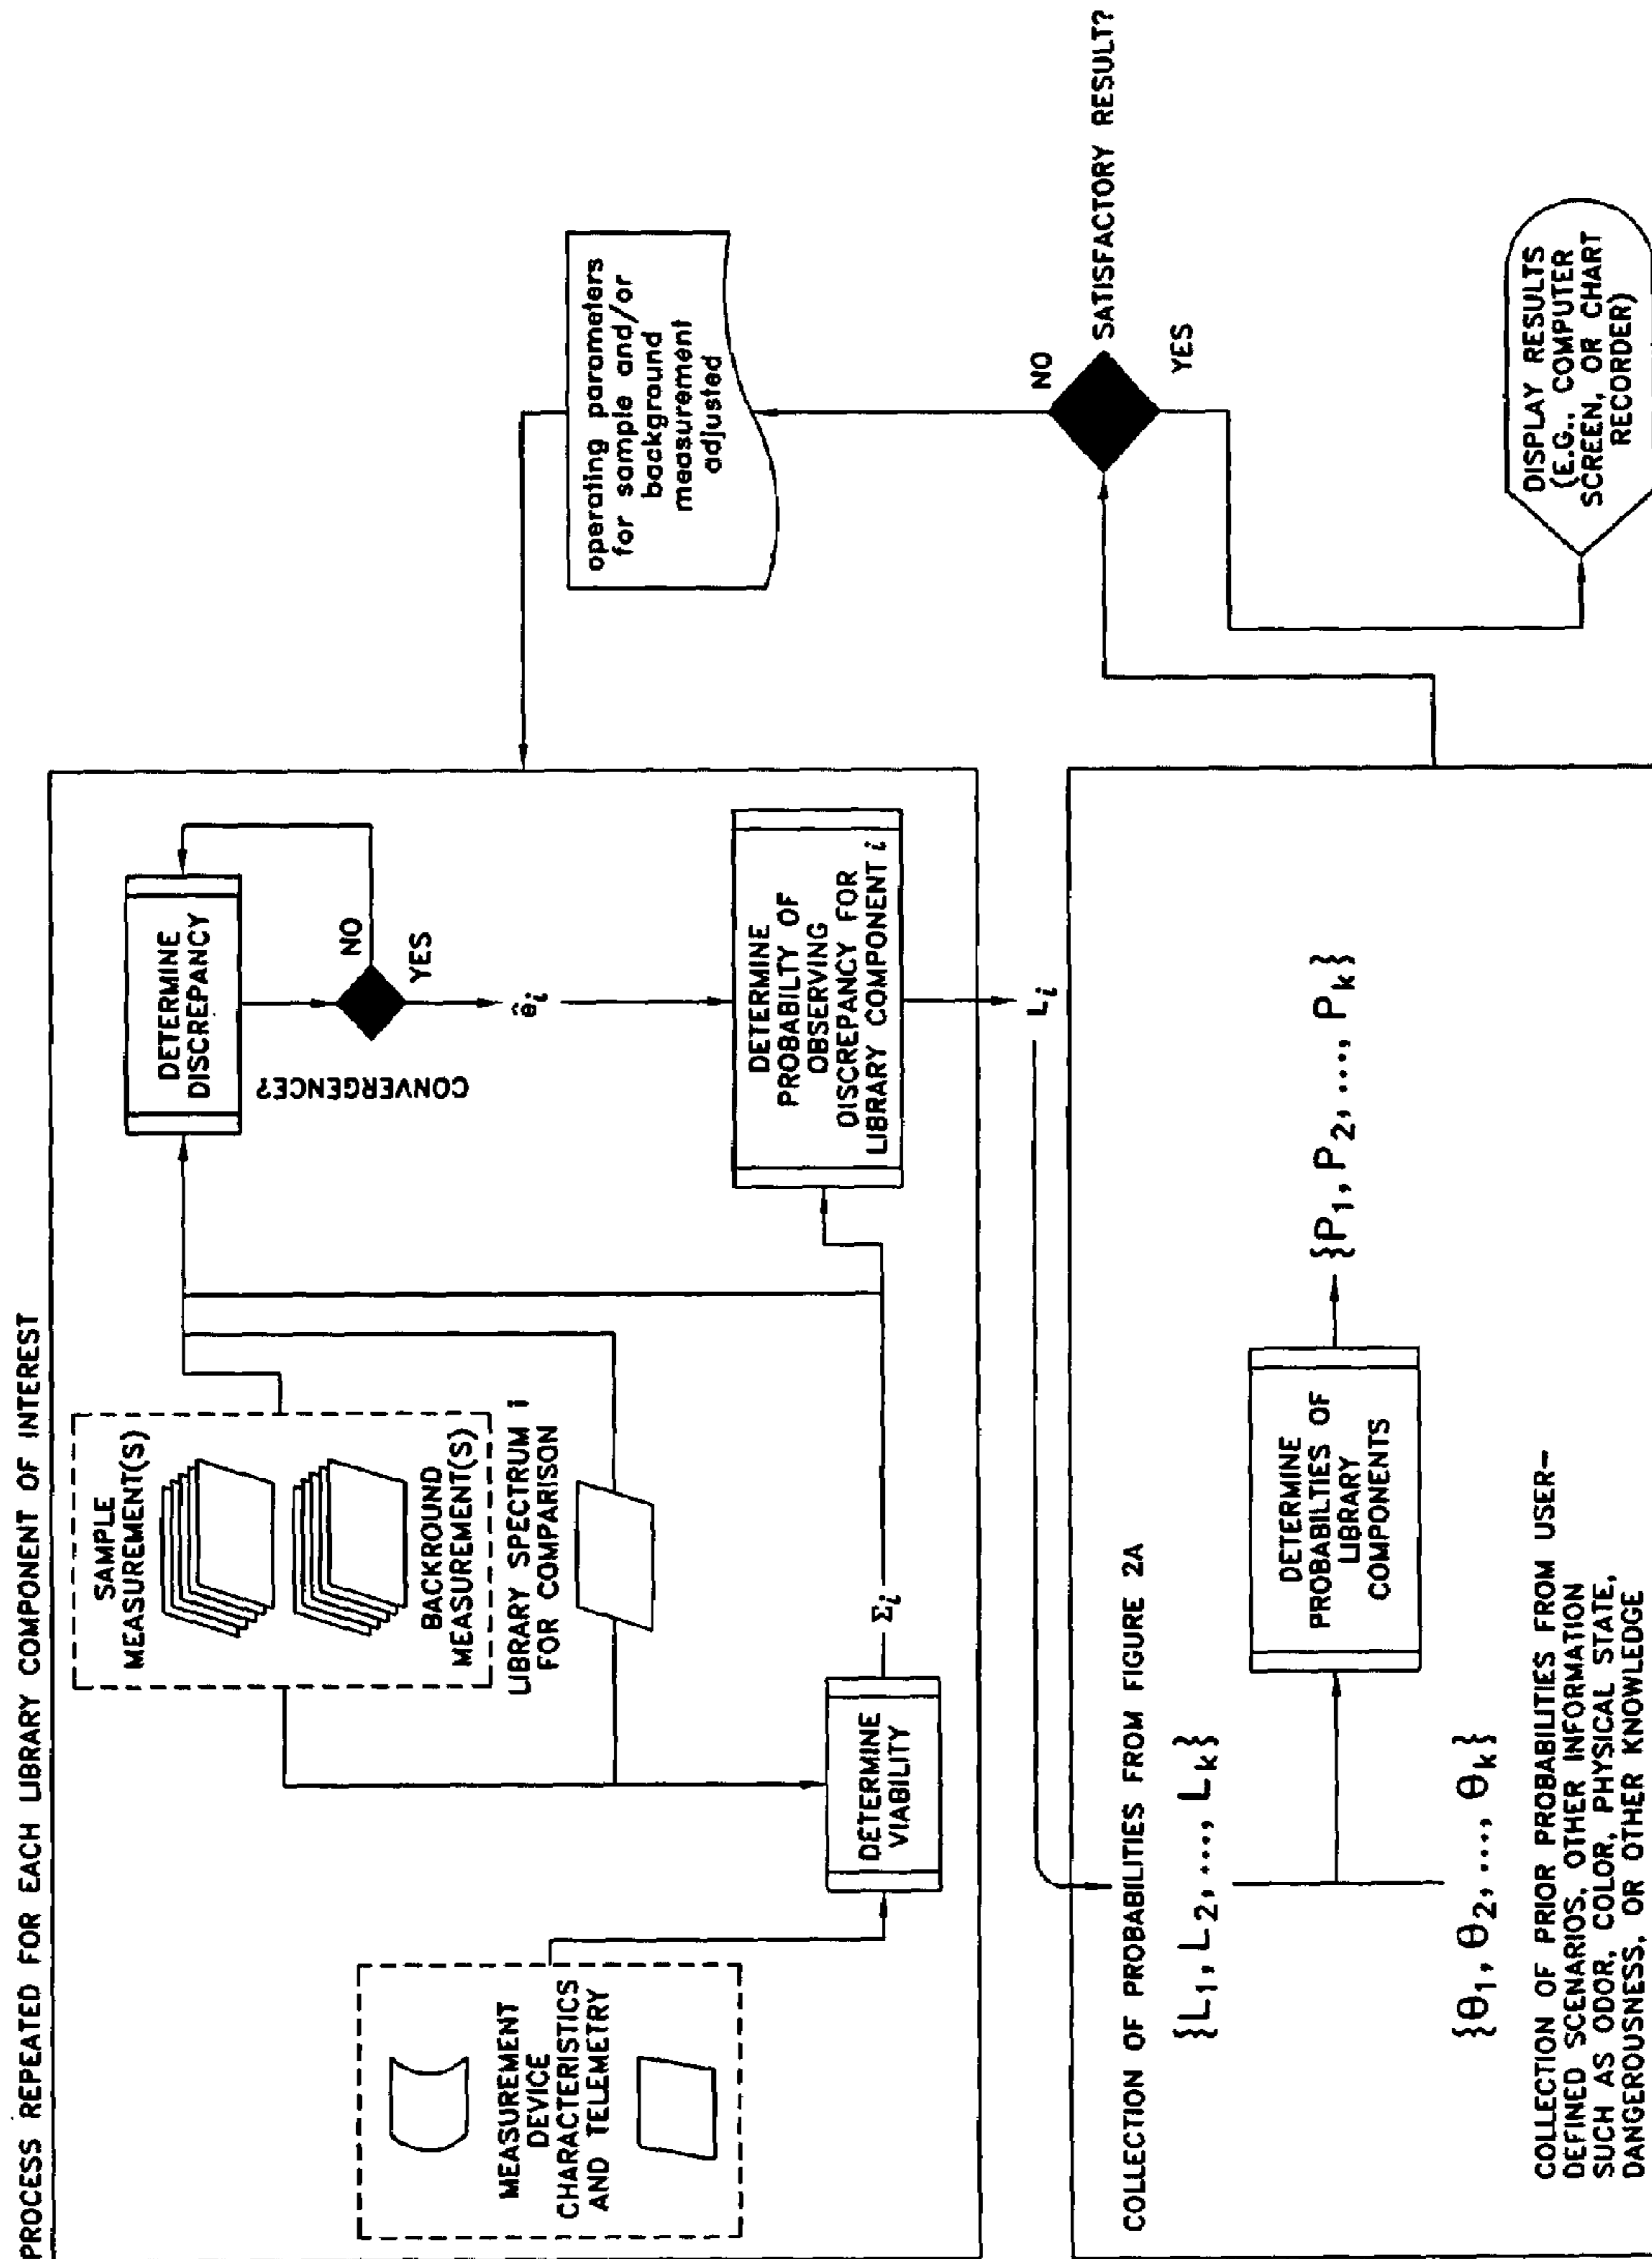 PROCESS REPEATED FOR EACH LIBRARY COMPONENT OF INTEREST
MEASUREMENT
DEVICE
CHARACTERISTICS
AND TELEMETRY
SAMPLE
MEASUREMENT(S)
BACKROUND
MEASUREMENT(S)
LIBRARY SPECTRUM i
FOR COMPARISON
DETERMINE
VIABILITY
Σi
DETERMINE
DISCREPANCY
CONVERGENCE?
NO
YES
êi
DETERMINE
PROBABILTY OF
OBSERVING
DISCREPANCY FOR
LIBRARY COMPONENT i
Li
operating parameters
for sample and/or
background
measurement
adjusted
COLLECTION OF PROBABILITIES FROM FIGURE 2A
{L1, L2, ..., Lk}
{θ1, θ2, ..., θk}
COLLECTION OF PRIOR PROBABILITIES FROM USER-
DEFINED SCENARIOS, OTHER INFORMATION
SUCH AS ODOR, COLOR, PHYSICAL STATE,
DANGEROUSNESS, OR OTHER KNOWLEDGE
DETERMINE
PROBABILTIES OF
LIBRARY
COMPONENTS
{P1, P2, ..., Pk}
NO
SATISFACTORY RESULT?
YES
DISPLAY RESULTS
(E.G., COMPUTER
SCREEN, OR CHART
RECORDER)